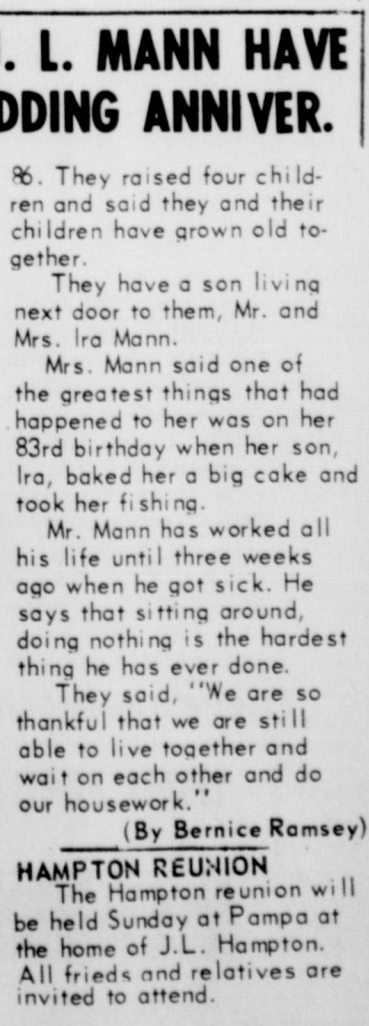 . L. MANN HAVE
DDING ANNIVER.
86. They raised four child-
ren and said they and their
children have grown old to-
gether.
They have a son living
next door to them, Mr. and
Mrs. Ira Mann.
Mrs. Mann said one of
the greatest things that had
happened to her was on her
83rd birthday when her son,
Ira, baked her a big cake and
took her fishing.
Mr. Mann has worked all
his life until three weeks
ago when he got sick. He
says that sitting around,
doing nothing is the hardest
thing he has ever done.
They said, "We are so
thankful that we are still
able to live together and
wait on each other and do
our housework."
(By Bernice Ramsey)
HAMPTON REUNION
The Hampton reunion will
be held Sunday at Pampa at
the home of J.L. Hampton.
All frieds and relatives are
invited to attend.